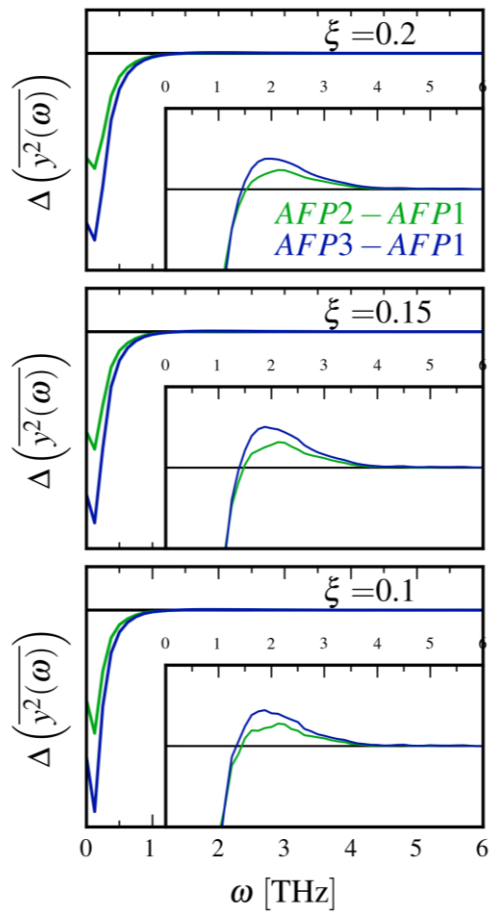 ξ =0.2
Δ(y²(ω))
0 1 2 3 4 5 6
AFP2−AFP1
AFP3−AFP1
ξ =0.15
Δ(y²(ω))
0 1 2 3 4 5 6
ξ =0.1
Δ(y²(ω))
0 1 2 3 4 5 6
0 1 2 3 4 5 6
ω [THz]